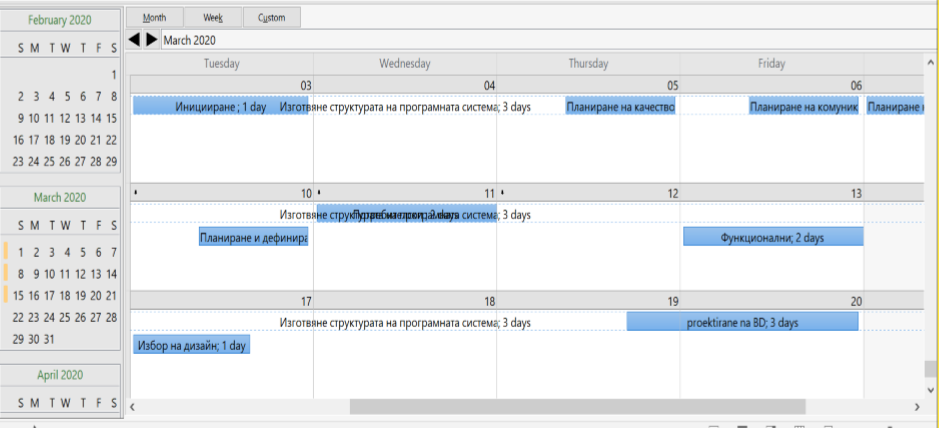 February 2020
S M T W T F S
1
2 3 4 5 6 7 8
9 10 11 12 13 14 15
16 17 18 19 20 21 22
23 24 25 26 27 28 29
March 2020
S M T W T F S
1 2 3 4 5 6 7
8 9 10 11 12 13 14
15 16 17 18 19 20 21
22 23 24 25 26 27 28
29 30 31
April 2020
S M T W T F S
Month Week Custom
March 2020
Tuesday Wednesday Thursday Friday
03 04 05 06
Иницииране ; 1 day Изготвяне структурата на програмната система; 3 days Планиране на качество Планиране на комуник Планиране
10 11 12 13
Изготвяне структурата на програмната система; 3 days
Планиране и дефинира Функционални; 2 days
17 18 19 20
Изготвяне структурата на програмната система; 3 days proektirane na BD; 3 days
Избор на дизайн; 1 day